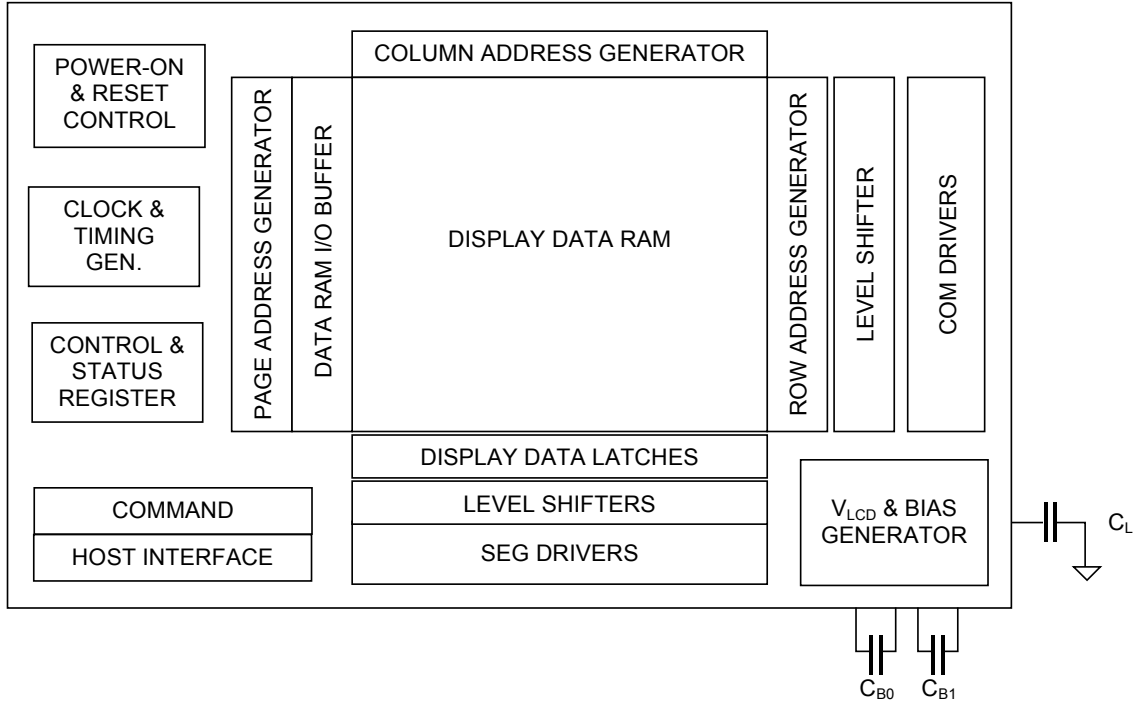 COLUMN ADDRESS GENERATOR
POWER-ON
& RESET
CONTROL
CLOCK &
TIMING
GEN.
CONTROL &
STATUS
REGISTER
PAGE ADDRESS GENERATOR
DATA RAM I/O BUFFER
DISPLAY DATA RAM
ROW ADDRESS GENERATOR
LEVEL SHIFTER
COM DRIVERS
DISPLAY DATA LATCHES
LEVEL SHIFTERS
SEG DRIVERS
COMMAND
HOST INTERFACE
VLCD & BIAS
GENERATOR
CL
CB0
CB1